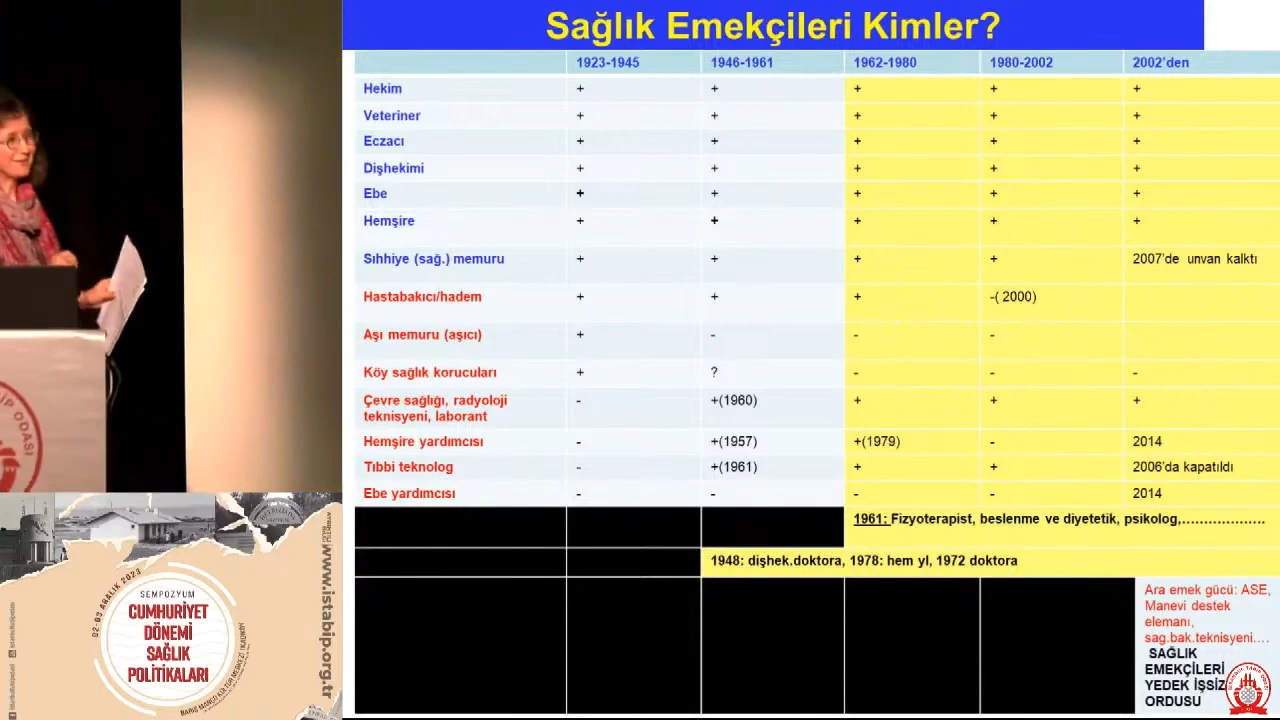 Sağlık Emekçileri Kimler?
1923-1945 1946-1961 1962-1980 1980-2002 2002'den
Hekim + + + + +
Veteriner + + + + +
Eczacı + + + + +
Dişhekimi + + + + +
Ebe + + + + +
Hemşire + + + + +
Sıhhiye (sağ.) memuru + + + + 2007'de unvan kalktı
Hastabakıcı/hadem + + + -( 2000)
Aşı memuru (aşıcı) + - - -
Köy sağlık korucuları + ? - - -
Çevre sağlığı, radyoloji
teknisyeni, laborant - +(1960) + + +
Hemşire yardımcısı - +(1957) +(1979) - 2014
Tıbbi teknolog - +(1961) + + 2006'da kapatıldı
Ebe yardımcısı - - - - 2014
1961: Fizyoterapist, beslenme ve diyetetik, psikolog,...................
1948: dişhek.doktora, 1978: hem yl, 1972 doktora
Ara emek gücü: ASE,
Manevi destek
elemanı,
sag.bak.teknisyeni....
SAĞLIK
EMEKÇİLERİ
YEDEK İŞSİZ
ORDUSU
02-03 ARALIK 2023
SEMPOZYUM
CUMHURİYET
DÖNEMİ
SAĞLIK
POLİTİKALARI
BARIŞ MANÇO KÜLTÜR MERKEZİ
www.istabip.org.tr